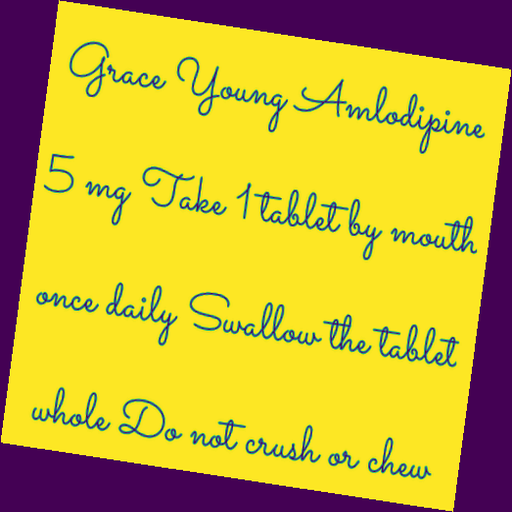 Grace Young Amlodipine
5 mg Take 1 tablet by mouth
once daily Swallow the tablet
whole Do not crush or chew